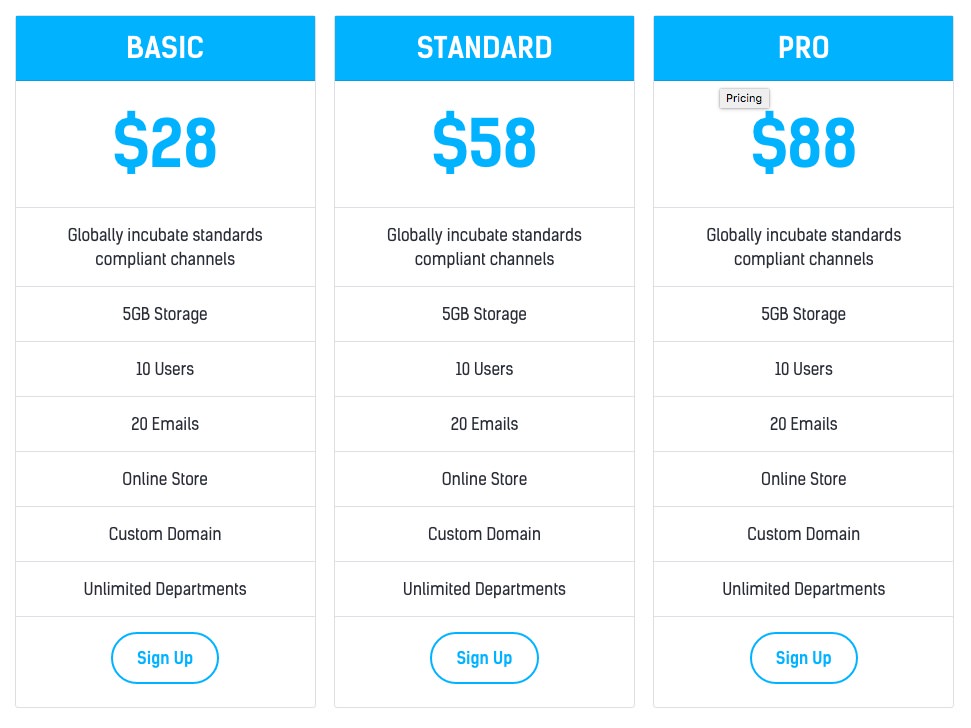 BASIC
$28
Globally incubate standards
compliant channels
5GB Storage
10 Users
20 Emails
Online Store
Custom Domain
Unlimited Departments
Sign Up
STANDARD
$58
Globally incubate standards
compliant channels
5GB Storage
10 Users
20 Emails
Online Store
Custom Domain
Unlimited Departments
Sign Up
PRO
Pricing
$88
Globally incubate standards
compliant channels
5GB Storage
10 Users
20 Emails
Online Store
Custom Domain
Unlimited Departments
Sign Up